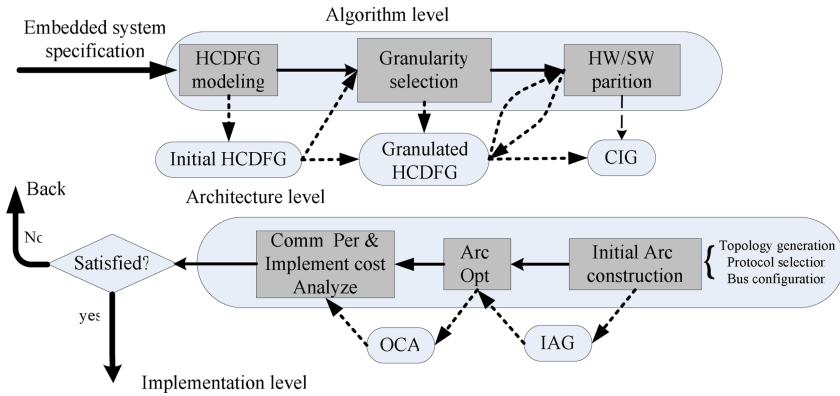 Algorithm level
Embedded system
specification
HCDFG
modeling
Granularity
selection
HW/SW
parition
Initial HCDFG
Granulated
HCDFG
CIG
Architecture level
Back
No
Satisfied?
yes
Comm Per &
Implement cost
Analyze
Arc
Opt
Initial Arc
construction
Topology generation
Protocol selection
Bus configuration
OCA
IAG
Implementation level